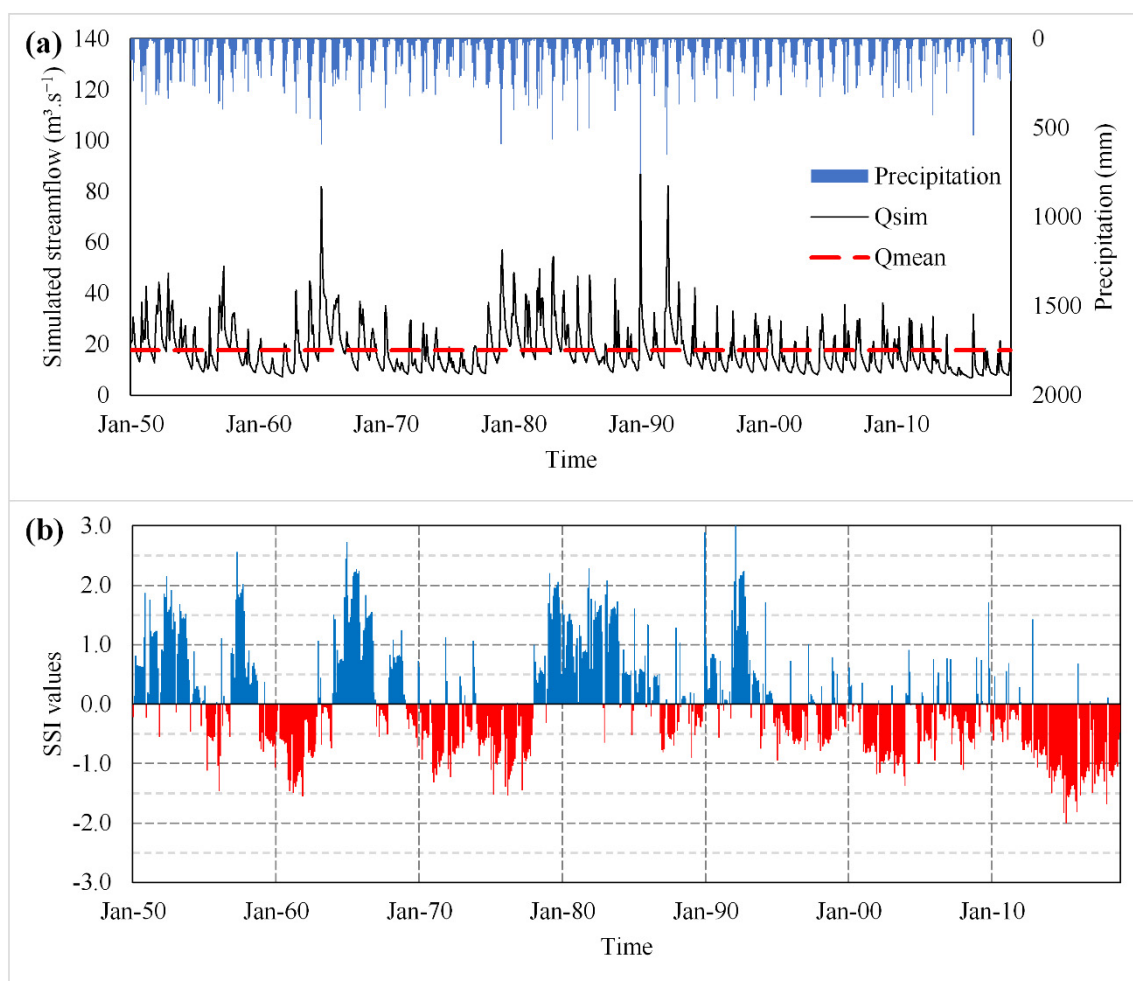 (a)
Simulated streamflow (m³.s⁻¹)
140
120
100
80
60
40
20
0
0
500
1000
1500
2000
Precipitation (mm)
Precipitation
Qsim
Qmean
Jan-50 Jan-60 Jan-70 Jan-80 Jan-90 Jan-00 Jan-10
Time
(b)
SSI values
3.0
2.0
1.0
0.0
-1.0
-2.0
-3.0
Jan-50 Jan-60 Jan-70 Jan-80 Jan-90 Jan-00 Jan-10
Time